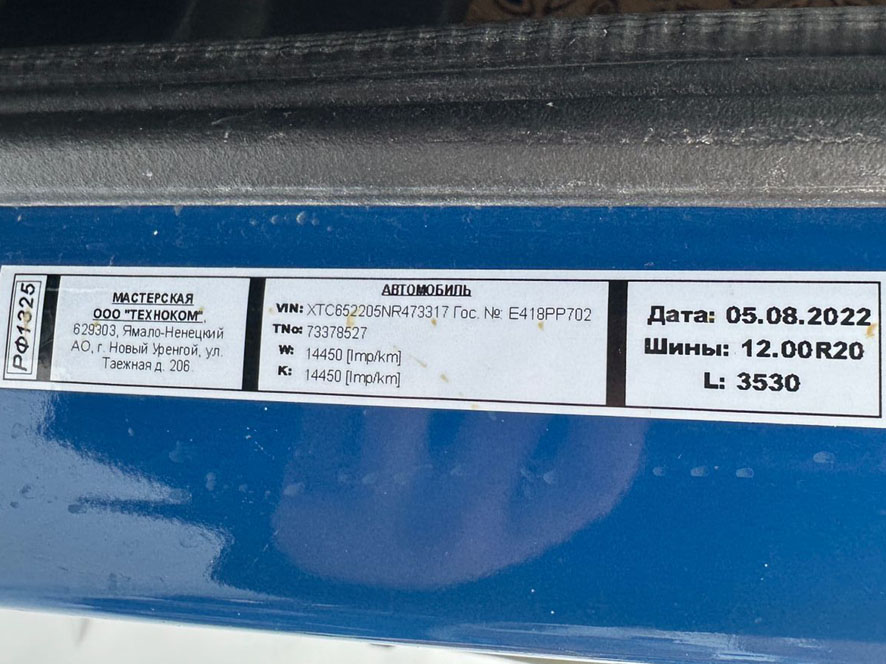 РФ1325
МАСТЕРСКАЯ
ООО "ТЕХНОКОМ",
629303, Ямало-Ненецкий
АО, г. Новый Уренгой, ул.
Таежная д. 206
АВТОМОБИЛЬ
VIN: XTC652205NR473317 Гос. №: E418PP702
TNo: 73378527
W: 14450 [Imp/km]
K: 14450 [Imp/km]
Дата: 05.08.2022
Шины: 12.00R20
L: 3530